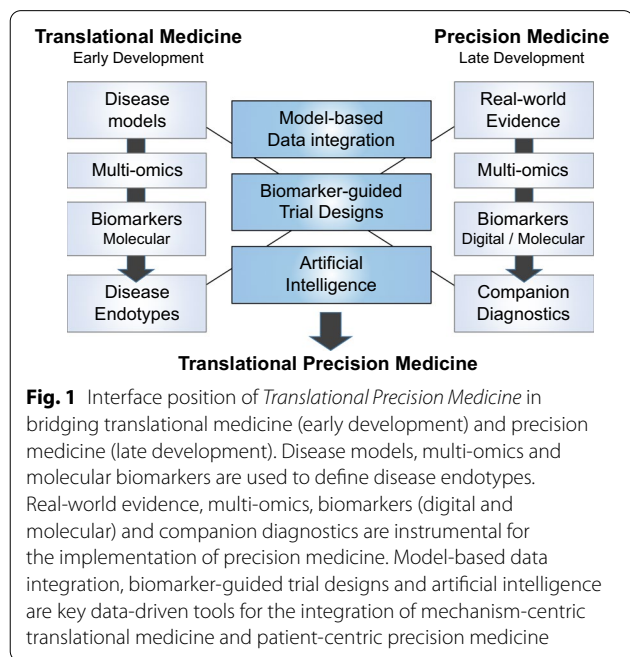 Translational Medicine
Early Development
Disease
models
Multi-omics
Biomarkers
Molecular
Disease
Endotypes
Model-based
Data integration
Biomarker-guided
Trial Designs
Artificial
Intelligence
Precision Medicine
Late Development
Real-world
Evidence
Multi-omics
Biomarkers
Digital / Molecular
Companion
Diagnostics
Translational Precision Medicine
Fig. 1 Interface position of Translational Precision Medicine in
bridging translational medicine (early development) and precision
medicine (late development). Disease models, multi-omics and
molecular biomarkers are used to define disease endotypes.
Real-world evidence, multi-omics, biomarkers (digital and
molecular) and companion diagnostics are instrumental for
the implementation of precision medicine. Model-based data
integration, biomarker-guided trial designs and artificial intelligence
are key data-driven tools for the integration of mechanism-centric
translational medicine and patient-centric precision medicine